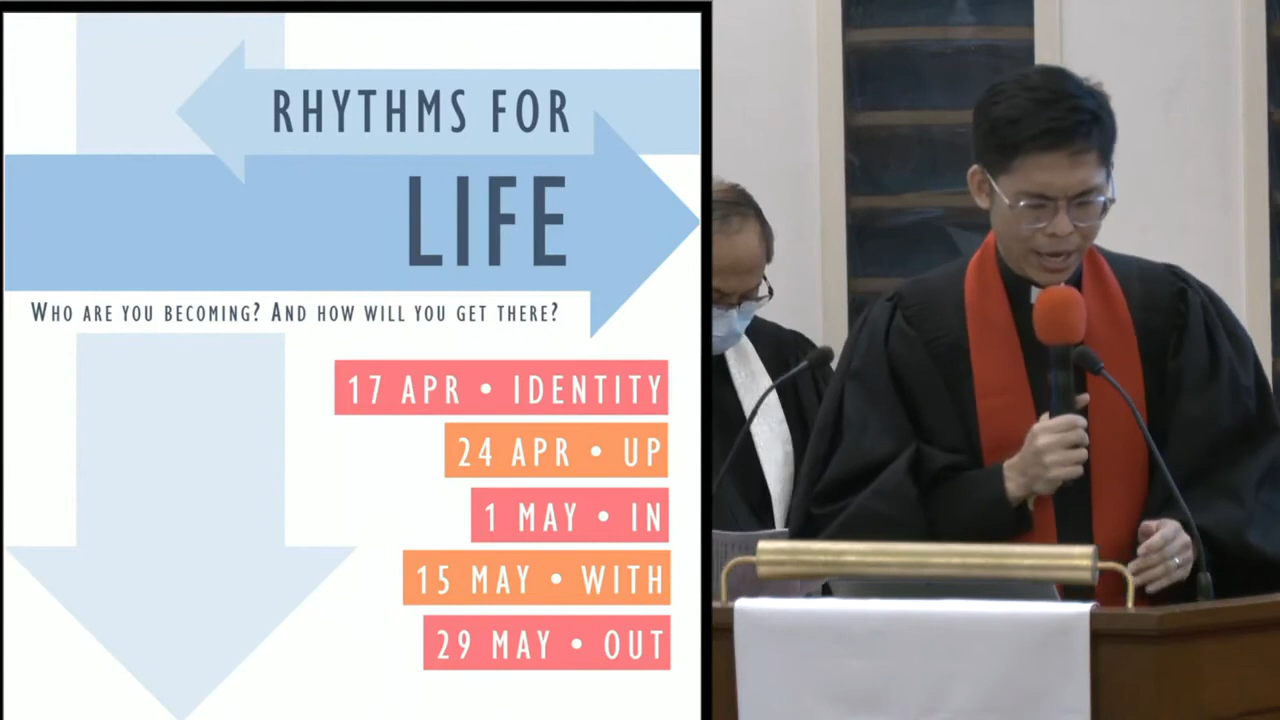 RHYTHMS FOR
LIFE
WHO ARE YOU BECOMING? AND HOW WILL YOU GET THERE?
17 APR • IDENTITY
24 APR • UP
1 MAY • IN
15 MAY • WITH
29 MAY • OUT